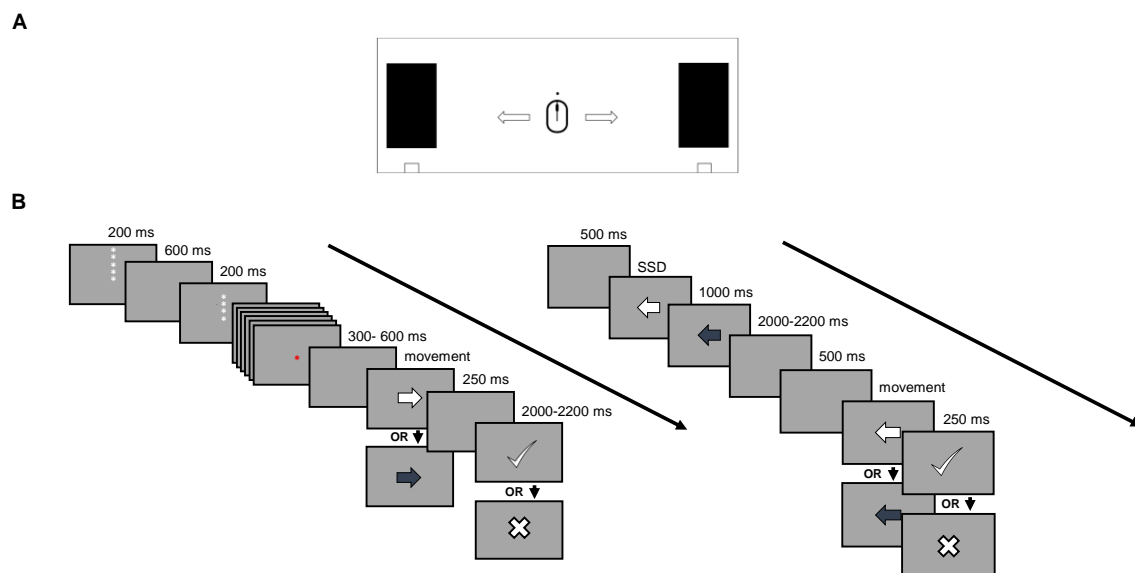 A
B
200 ms
*****
600 ms
200 ms
****
300- 600 ms
movement
250 ms
2000-2200 ms
OR
OR
500 ms
SSD
1000 ms
2000-2200 ms
500 ms
movement
250 ms
OR
OR